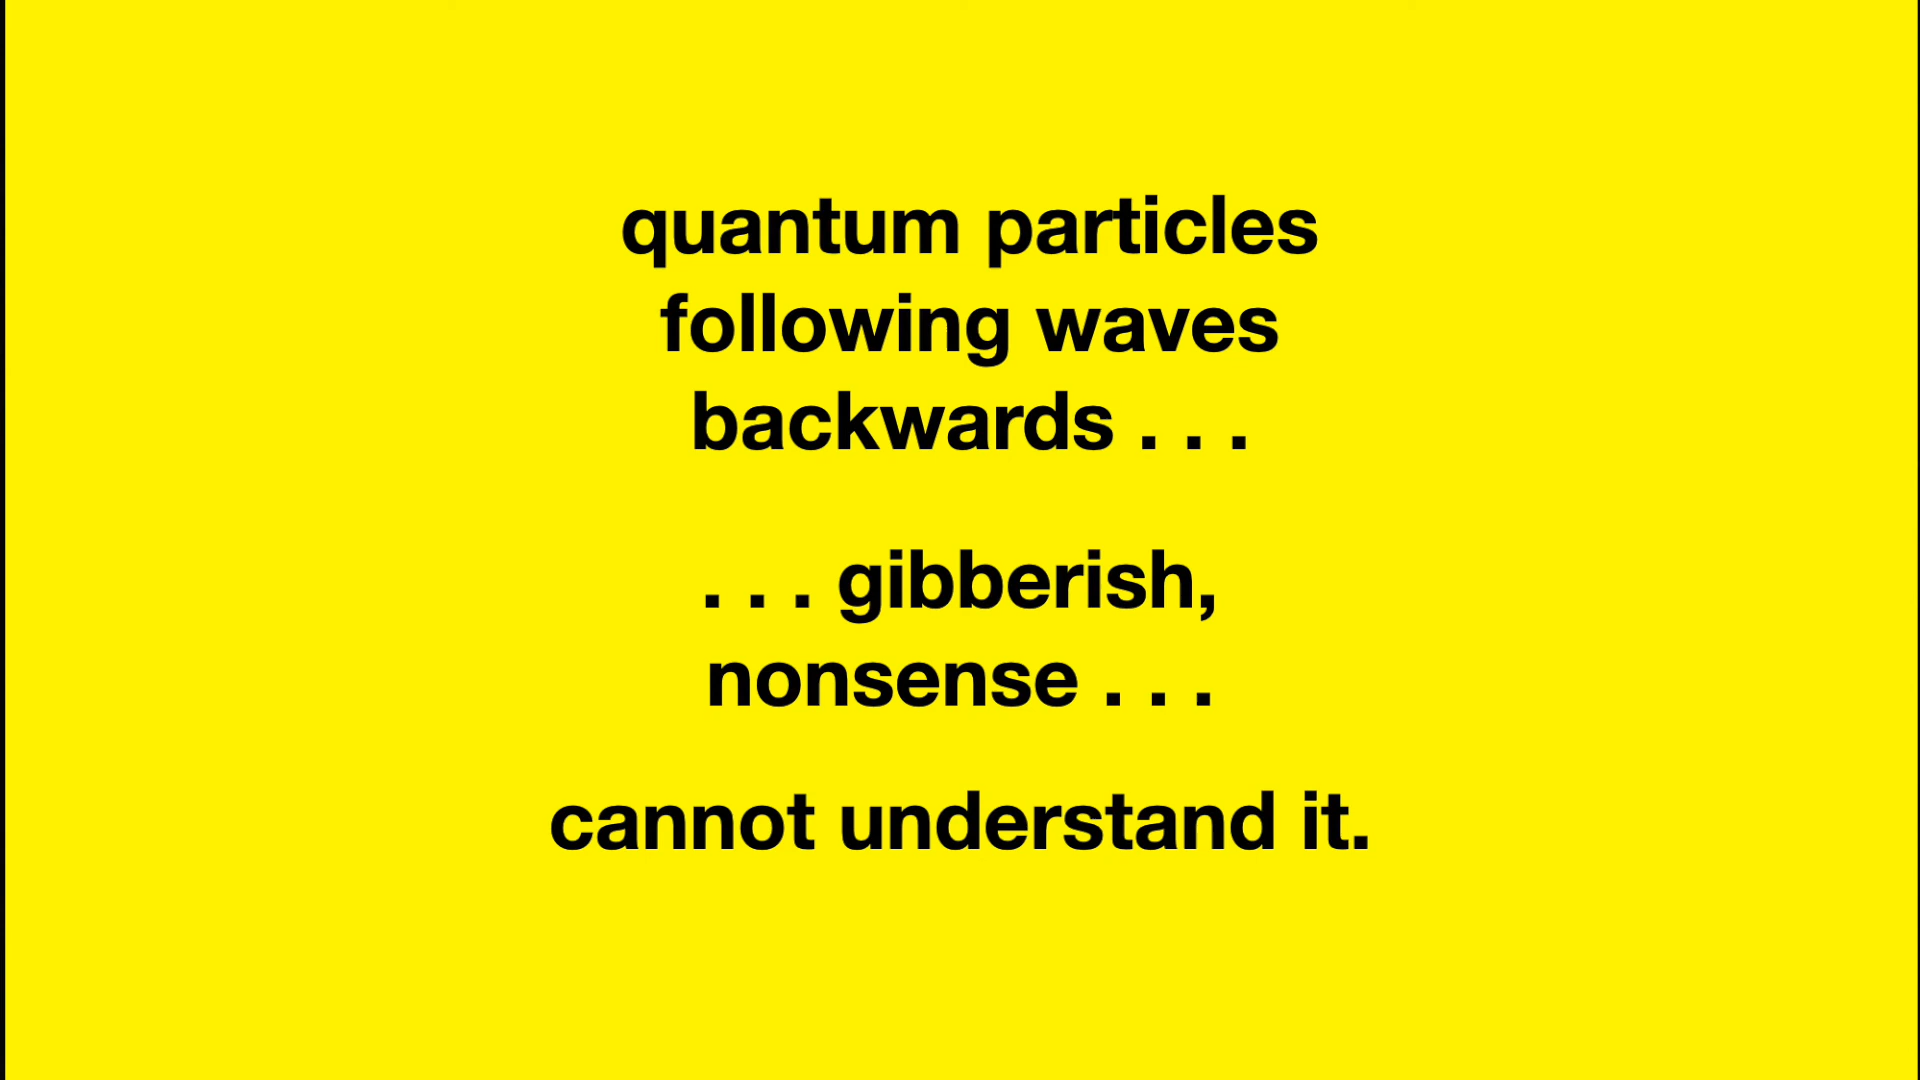 quantum particles
following waves
backwards . . .
. . . gibberish,
nonsense . . .
cannot understand it.